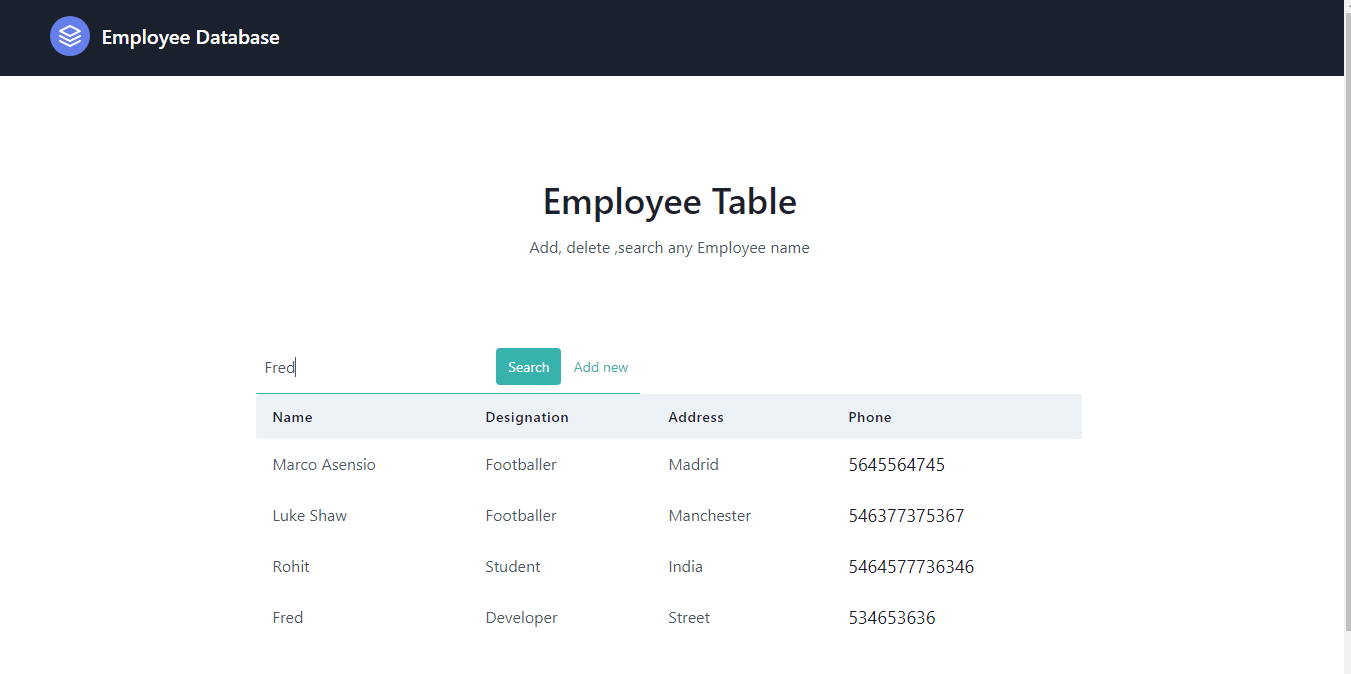 Employee Database
Employee Table
Add, delete ,search any Employee name
Fred Search Add new
Name Designation Address Phone
Marco Asensio Footballer Madrid 5645564745
Luke Shaw Footballer Manchester 546377375367
Rohit Student India 5464577736346
Fred Developer Street 534653636